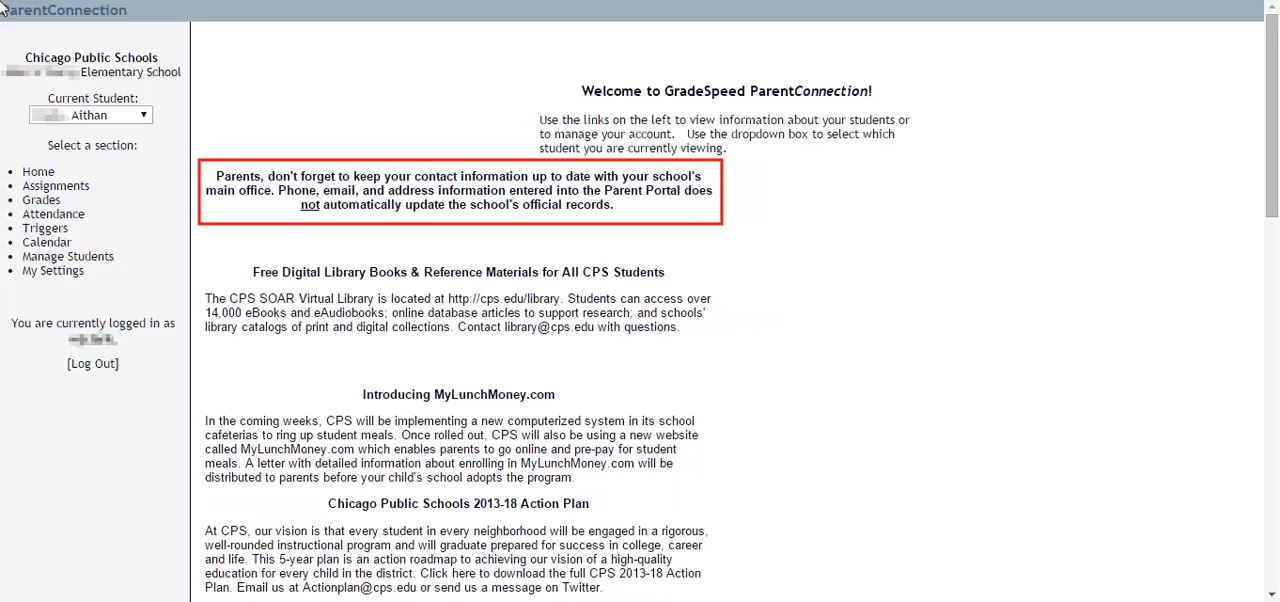 ParentConnection
Chicago Public Schools
Elementary School
Current Student:
Aithan
Select a section:
Home
Assignments
Grades
Attendance
Triggers
Calendar
Manage Students
My Settings
You are currently logged in as
[Log Out]
Welcome to GradeSpeed ParentConnection!
Use the links on the left to view information about your students or
to manage your account. Use the dropdown box to select which
student you are currently viewing.
Parents, don't forget to keep your contact information up to date with your school's
main office. Phone, email, and address information entered into the Parent Portal does
not automatically update the school's official records.
Free Digital Library Books & Reference Materials for All CPS Students
The CPS SOAR Virtual Library is located at http://cps.edu/library. Students can access over
14,000 eBooks and eAudiobooks; online database articles to support research; and schools'
library catalogs of print and digital collections. Contact library@cps.edu with questions.
Introducing MyLunchMoney.com
In the coming weeks, CPS will be implementing a new computerized system in its school
cafeterias to ring up student meals. Once rolled out, CPS will also be using a new website
called MyLunchMoney.com which enables parents to go online and pre-pay for student
meals. A letter with detailed information about enrolling in MyLunchMoney.com will be
distributed to parents before your child's school adopts the program.
Chicago Public Schools 2013-18 Action Plan
At CPS, our vision is that every student in every neighborhood will be engaged in a rigorous,
well-rounded instructional program and will graduate prepared for success in college, career
and life. This 5-year plan is an action roadmap to achieving our vision of a high-quality
education for every child in the district. Click here to download the full CPS 2013-18 Action
Plan. Email us at Actionplan@cps.edu or send us a message on Twitter.